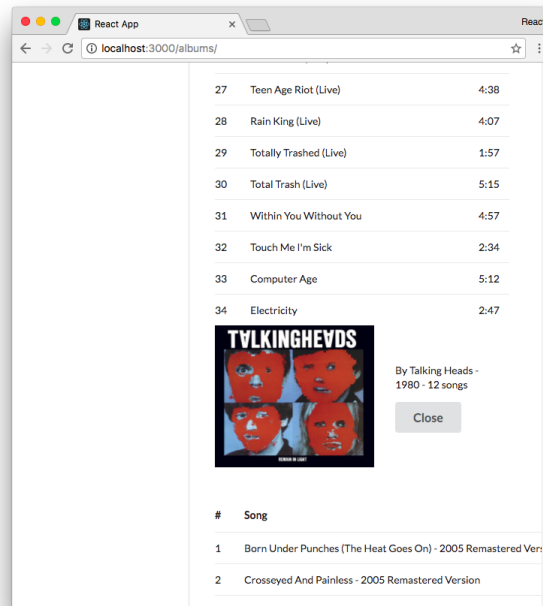 React App
Reac
localhost:3000/albums/
27 Teen Age Riot (Live) 4:38
28 Rain King (Live) 4:07
29 Totally Trashed (Live) 1:57
30 Total Trash (Live) 5:15
31 Within You Without You 4:57
32 Touch Me I'm Sick 2:34
33 Computer Age 5:12
34 Electricity 2:47
TALKINGHEADS
REMAIN IN LIGHT
By Talking Heads -
1980 - 12 songs
Close
# Song
1 Born Under Punches (The Heat Goes On) - 2005 Remastered Vers
2 Crosseyed And Painless - 2005 Remastered Version